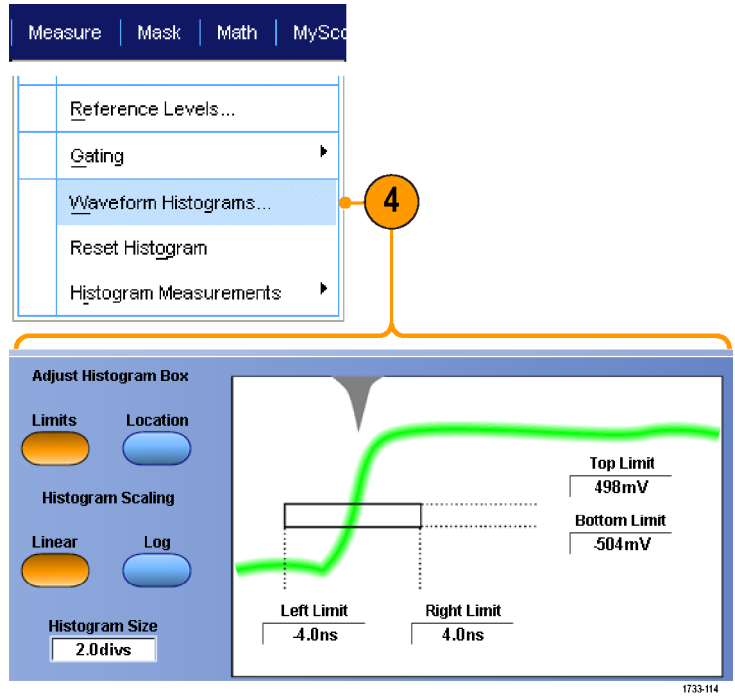 Measure Mask Math MySco
Reference Levels...
Gating
Waveform Histograms...
4
Reset Histogram
Histogram Measurements
Adjust Histogram Box
Limits Location
Histogram Scaling
Linear Log
Histogram Size
2.0divs
Top Limit
498mV
Bottom Limit
-504mV
Left Limit Right Limit
-4.0ns 4.0ns
1733-114